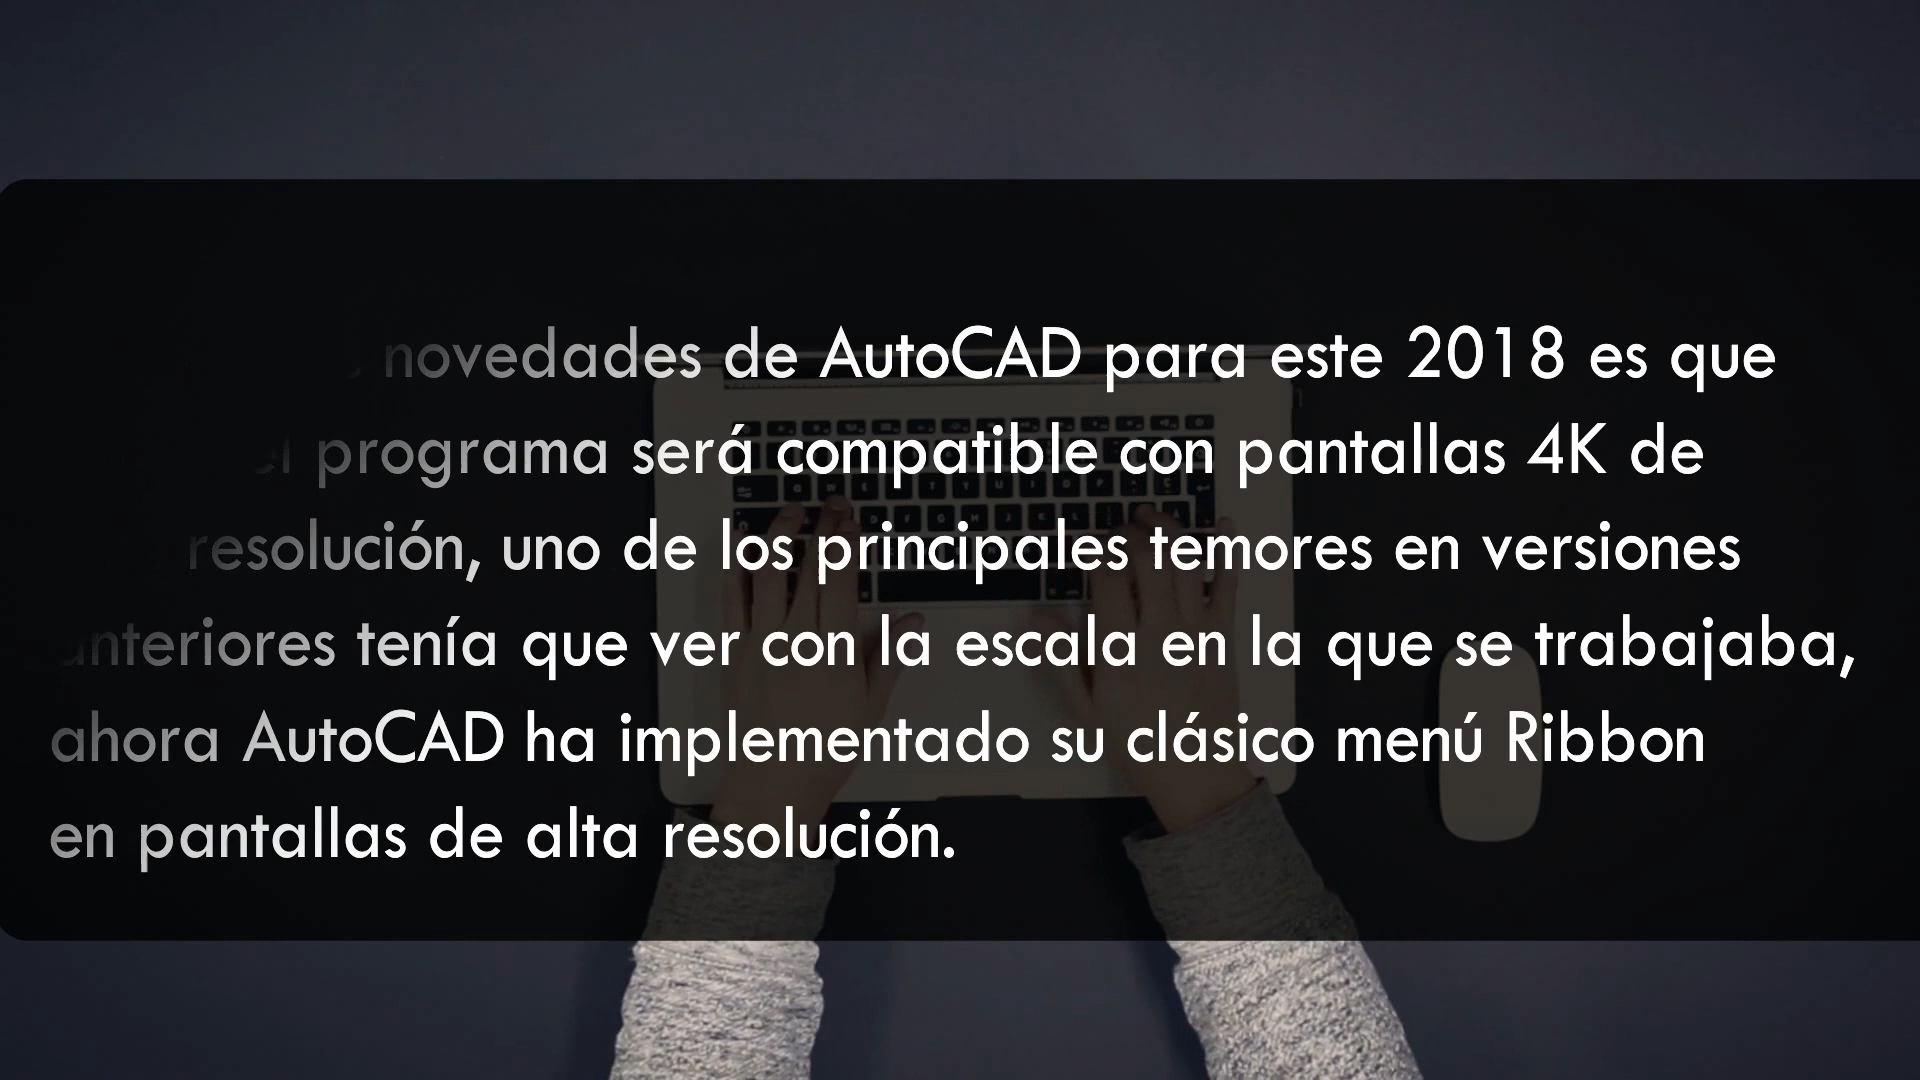 novedades de AutoCAD para este 2018 es que
el programa será compatible con pantallas 4K de
resolución, uno de los principales temores en versiones
anteriores tenía que ver con la escala en la que se trabajaba,
ahora AutoCAD ha implementado su clásico menú Ribbon
en pantallas de alta resolución.